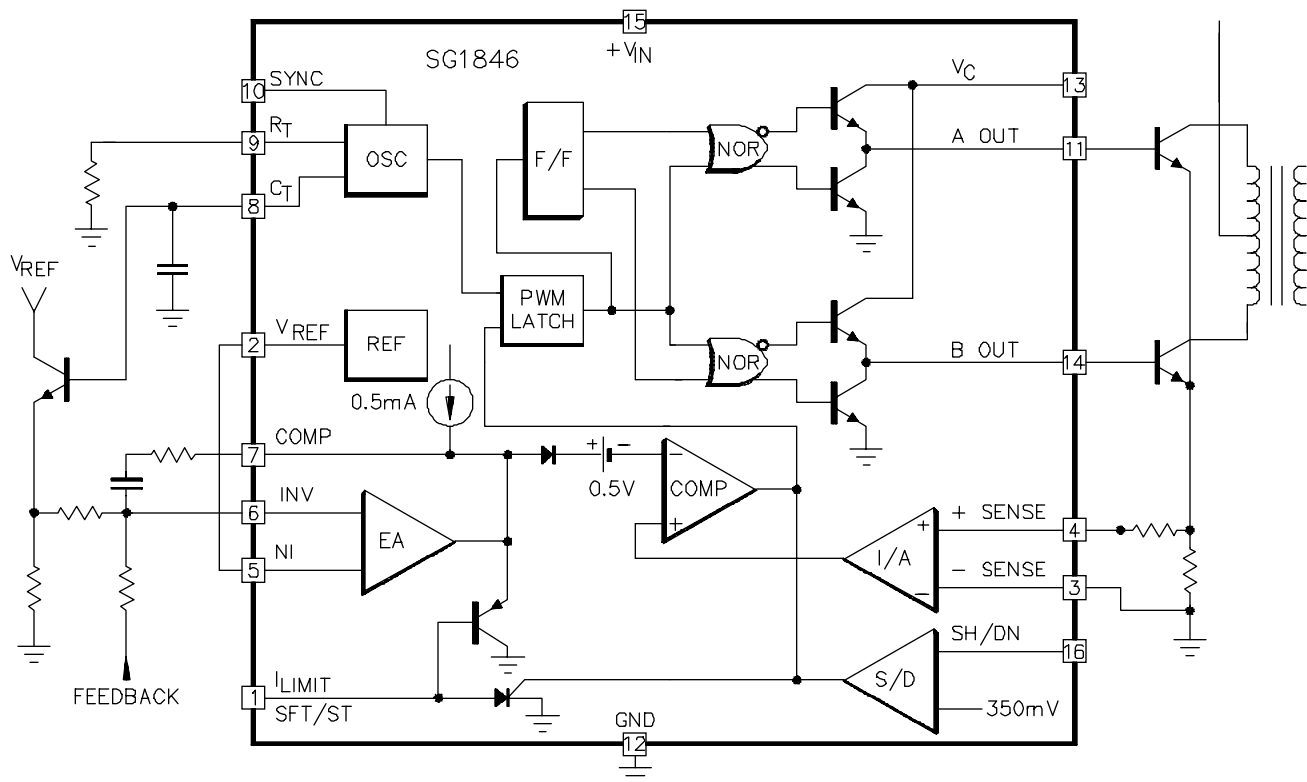 15
+VIN
SG1846
10 SYNC
VC
13
9 RT
OSC
F/F
NOR
A OUT
11
8 CT
VREF
PWM
LATCH
2 VREF
REF
NOR
B OUT
14
0.5mA
7 COMP
+ -
0.5V
-
COMP
+
6 INV
EA
5 NI
+
I/A
-
+ SENSE
4
- SENSE
3
SH/DN
16
S/D
350mV
FEEDBACK
1 ILIMIT
SFT/ST
GND
12